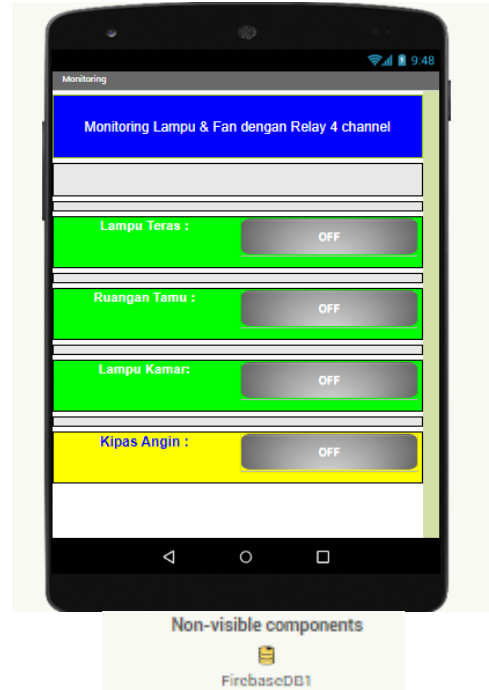 9:48
Monitoring
Monitoring Lampu & Fan dengan Relay 4 channel
Lampu Teras :
OFF
Ruangan Tamu :
OFF
Lampu Kamar:
OFF
Kipas Angin :
OFF
Non-visible components
FirebaseDB1